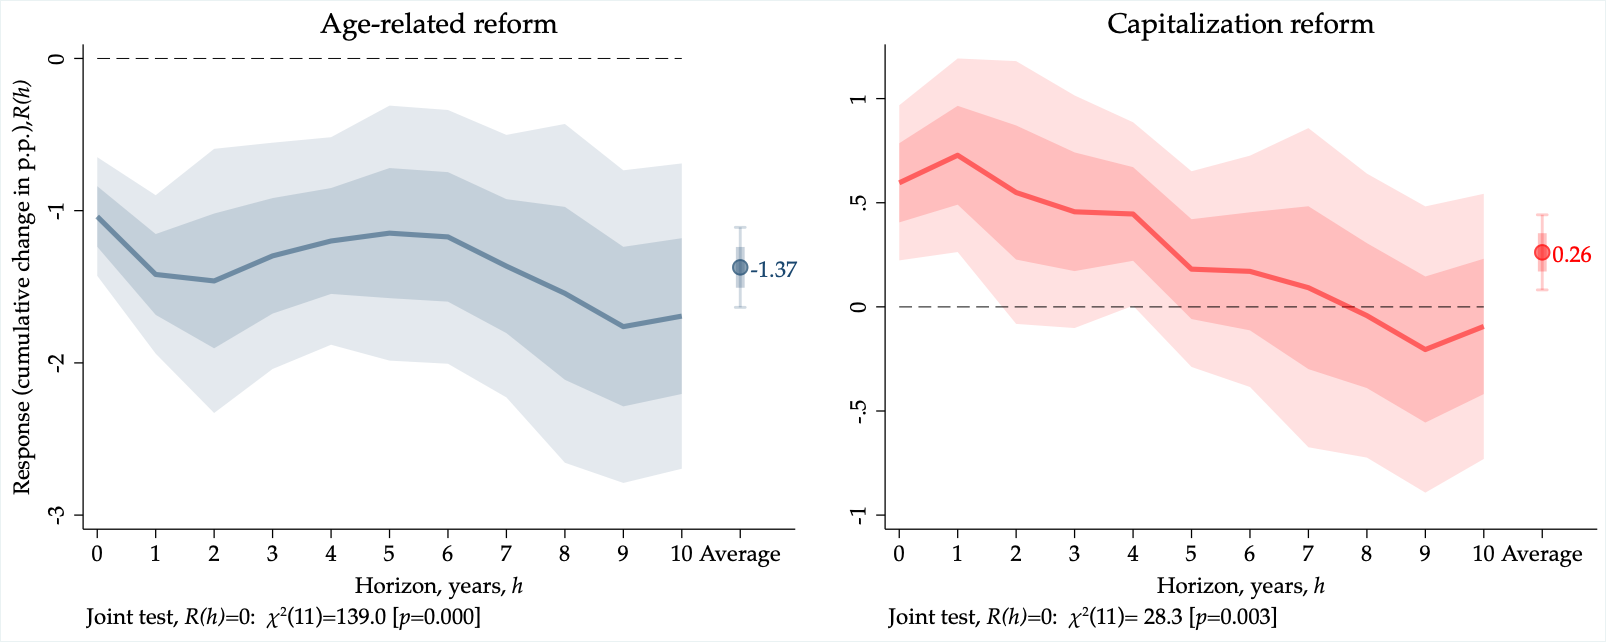 Age-related reform
Response (cumulative change in p.p.),R(h)
0
-1
-2
-3
0 1 2 3 4 5 6 7 8 9 10 Average
-1.37
Horizon, years, h
Joint test, R(h)=0: χ²(11)=139.0 [p=0.000]
Capitalization reform
1
.5
0
-.5
-1
0 1 2 3 4 5 6 7 8 9 10 Average
0.26
Horizon, years, h
Joint test, R(h)=0: χ²(11)= 28.3 [p=0.003]